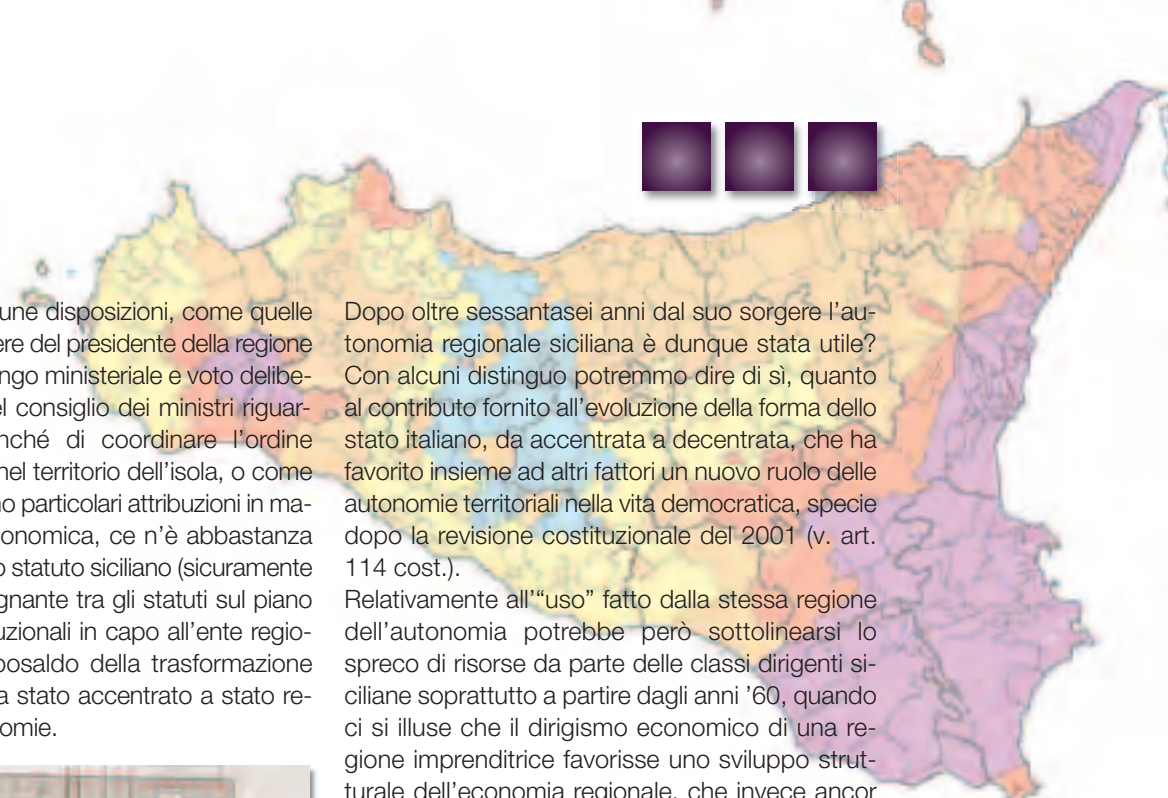 une disposizioni, come quelle
ere del presidente della regione
ngo ministeriale e voto delibe-
el consiglio dei ministri riguar-
nché di coordinare l'ordine
nel territorio dell'isola, o come
no particolari attribuzioni in ma-
onomica, ce n'è abbastanza
o statuto siciliano (sicuramente
gnante tra gli statuti sul piano
uzionali in capo all'ente regio-
posaldo della trasformazione
a stato accentrato a stato re-
omie.
Dopo oltre sessantasei anni dal suo sorgere l'au-
tonomia regionale siciliana è dunque stata utile?
Con alcuni distinguo potremmo dire di sì, quanto
al contributo fornito all'evoluzione della forma dello
stato italiano, da accentrata a decentrata, che ha
favorito insieme ad altri fattori un nuovo ruolo delle
autonomie territoriali nella vita democratica, specie
dopo la revisione costituzionale del 2001 (v. art.
114 cost.).
Relativamente all'"uso" fatto dalla stessa regione
dell'autonomia potrebbe però sottolinearsi lo
spreco di risorse da parte delle classi dirigenti si-
ciliane soprattutto a partire dagli anni '60, quando
ci si illuse che il dirigismo economico di una re-
gione imprenditrice favorisse uno sviluppo strut-
turale dell'economia regionale, che invece ancor